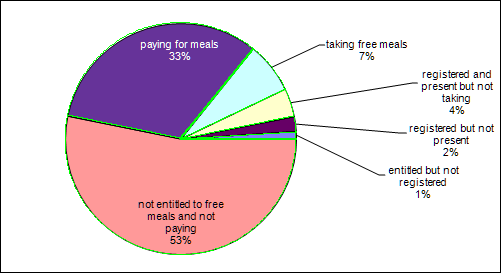 paying for meals
33%
taking free meals
7%
registered and
present but not
taking
4%
registered but not
present
2%
entitled but not
registered
1%
not entitled to free
meals and not
paying
53%